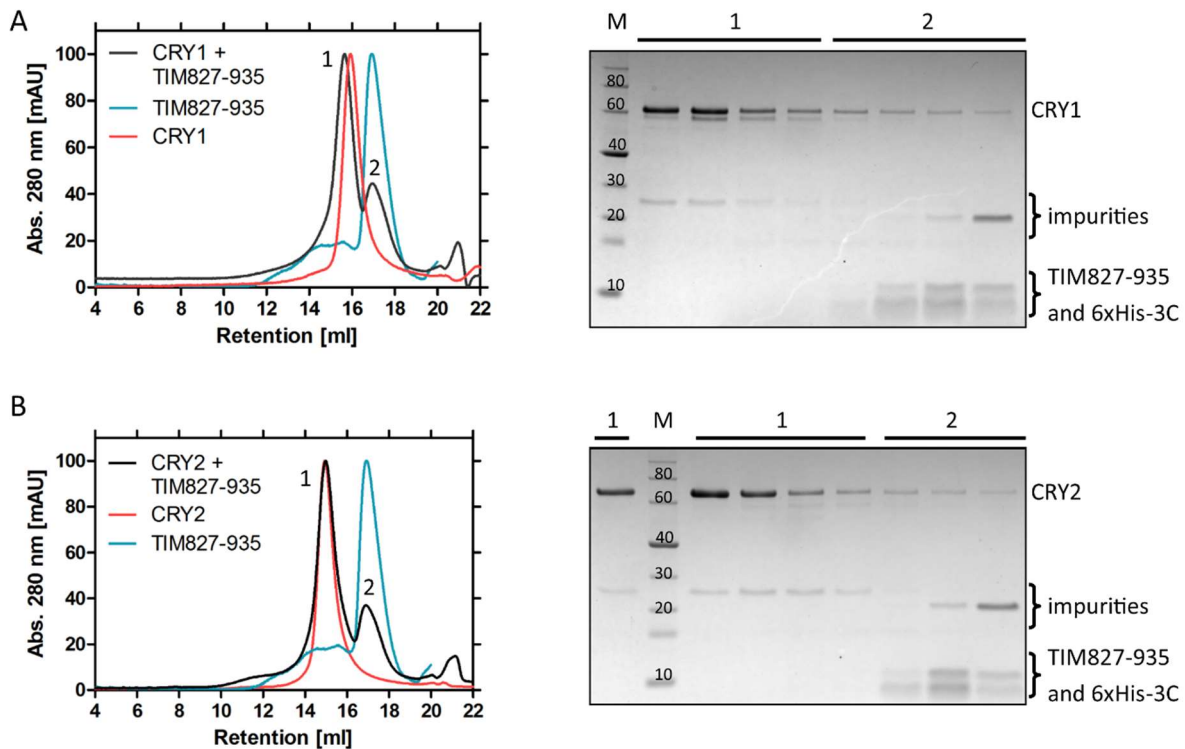 A
CRY1 +
TIM827-935
TIM827-935
CRY1
1
2
Abs. 280 nm [mAU]
100
80
60
40
20
0
4 6 8 10 12 14 16 18 20 22
Retention [ml]
M 1 2
80
60
40
30
20
10
CRY1
impurities
TIM827-935
and 6xHis-3C
B
CRY2 +
TIM827-935
CRY2
TIM827-935
1
2
Abs. 280 nm [mAU]
100
80
60
40
20
0
4 6 8 10 12 14 16 18 20 22
Retention [ml]
1 M 1 2
80
60
40
30
20
10
CRY2
impurities
TIM827-935
and 6xHis-3C